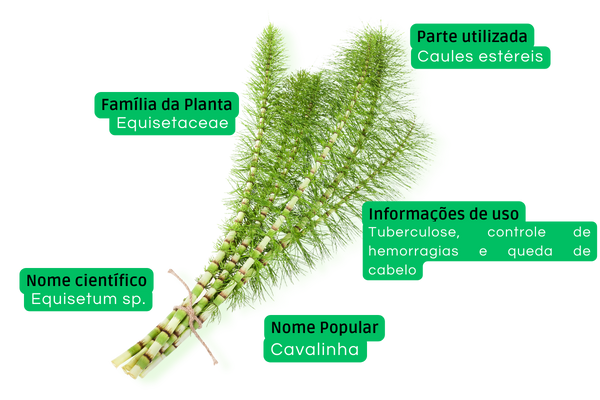 Parte utilizada
Caules estéreis
Família da Planta
Equisetaceae
Informações de uso
Tuberculose, controle de
hemorragias e queda de
cabelo
Nome científico
Equisetum sp.
Nome Popular
Cavalinha